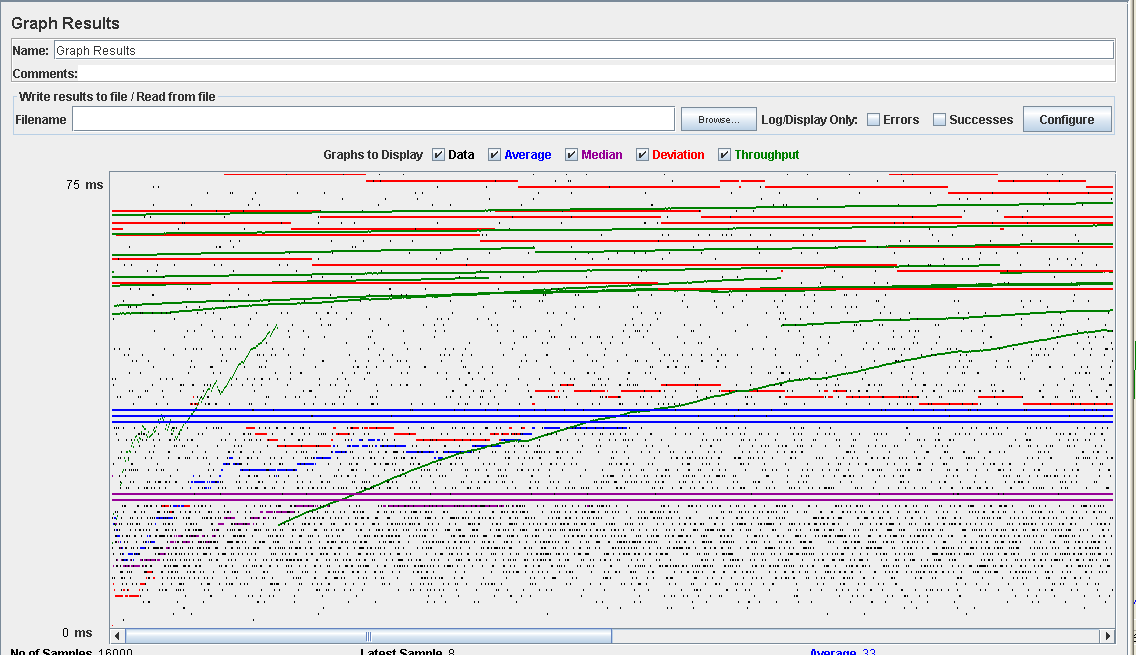 Graph Results
Name: Graph Results
Comments:
Write results to file / Read from file
Filename Browse... Log/Display Only: Errors Successes Configure
Graphs to Display Data Average Median Deviation Throughput
75 ms
0 ms
No of Samples 16000 Latest Sample 8 Average 33